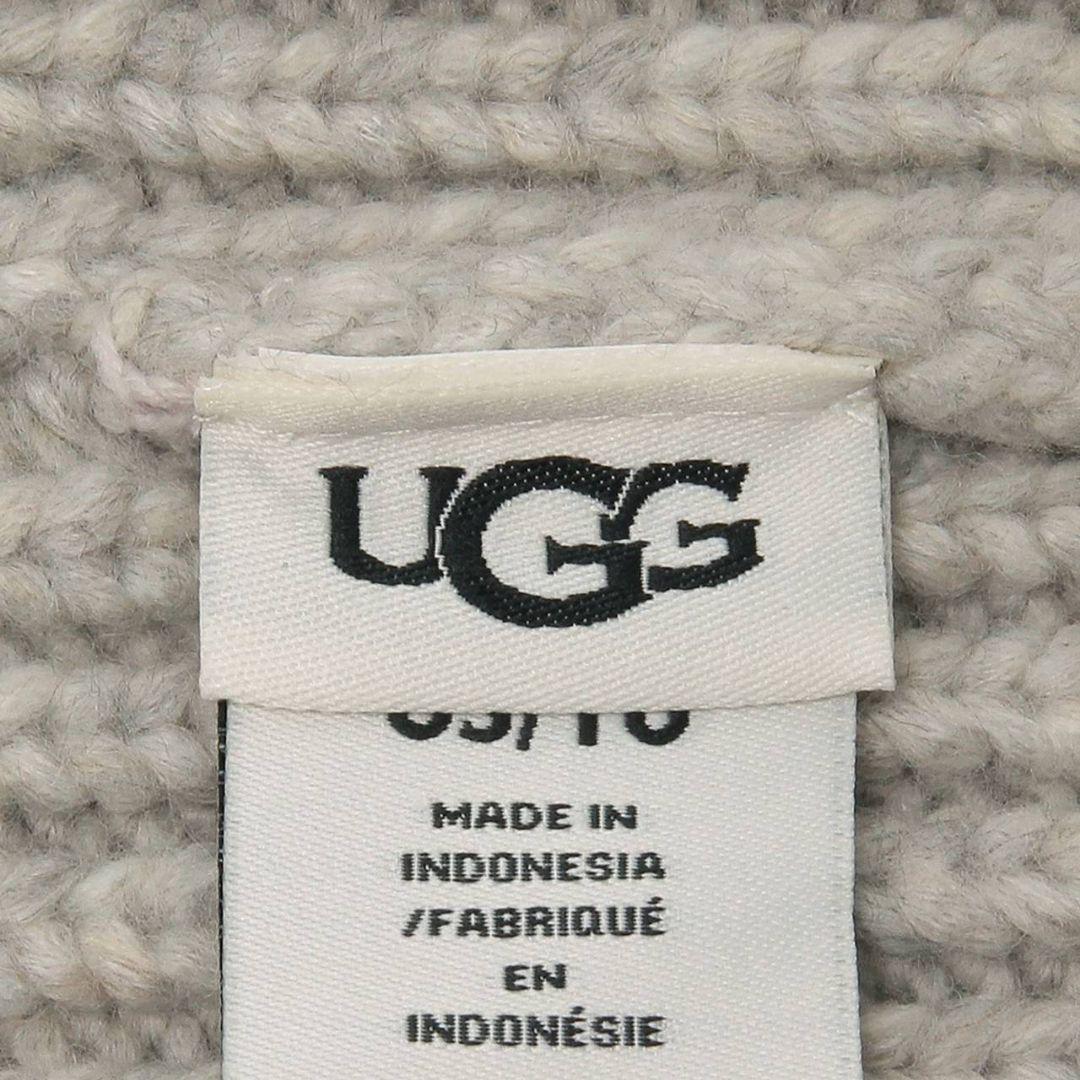 UGG
MADE IN
INDONESIA
/FABRIQUÉ
EN
INDONÉSIE